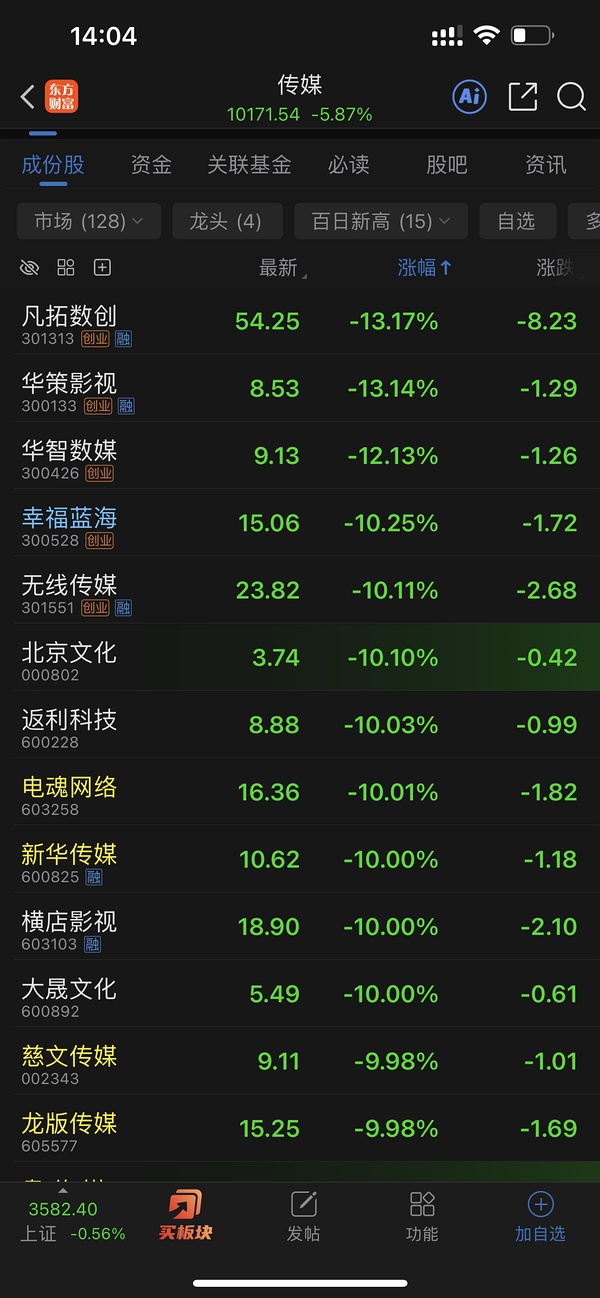 14:04
东方财富
传媒
Ai
10171.54 -5.87%
成份股 资金 关联基金 必读 股吧 资讯
市场 (128) 龙头 (4) 百日新高 (15) 自选 多
最新 涨幅↑ 涨跌
凡拓数创 54.25 -13.17% -8.23
301313 创业 融
华策影视 8.53 -13.14% -1.29
300133 创业 融
华智数媒 9.13 -12.13% -1.26
300426 创业
幸福蓝海 15.06 -10.25% -1.72
300528 创业
无线传媒 23.82 -10.11% -2.68
301551 创业 融
北京文化 3.74 -10.10% -0.42
000802
返利科技 8.88 -10.03% -0.99
600228
电魂网络 16.36 -10.01% -1.82
603258
新华传媒 10.62 -10.00% -1.18
600825 融
横店影视 18.90 -10.00% -2.10
603103 融
大晟文化 5.49 -10.00% -0.61
600892
慈文传媒 9.11 -9.98% -1.01
002343
龙版传媒 15.25 -9.98% -1.69
605577
3582.40
上证 -0.56%
买板块 发帖 功能 加自选